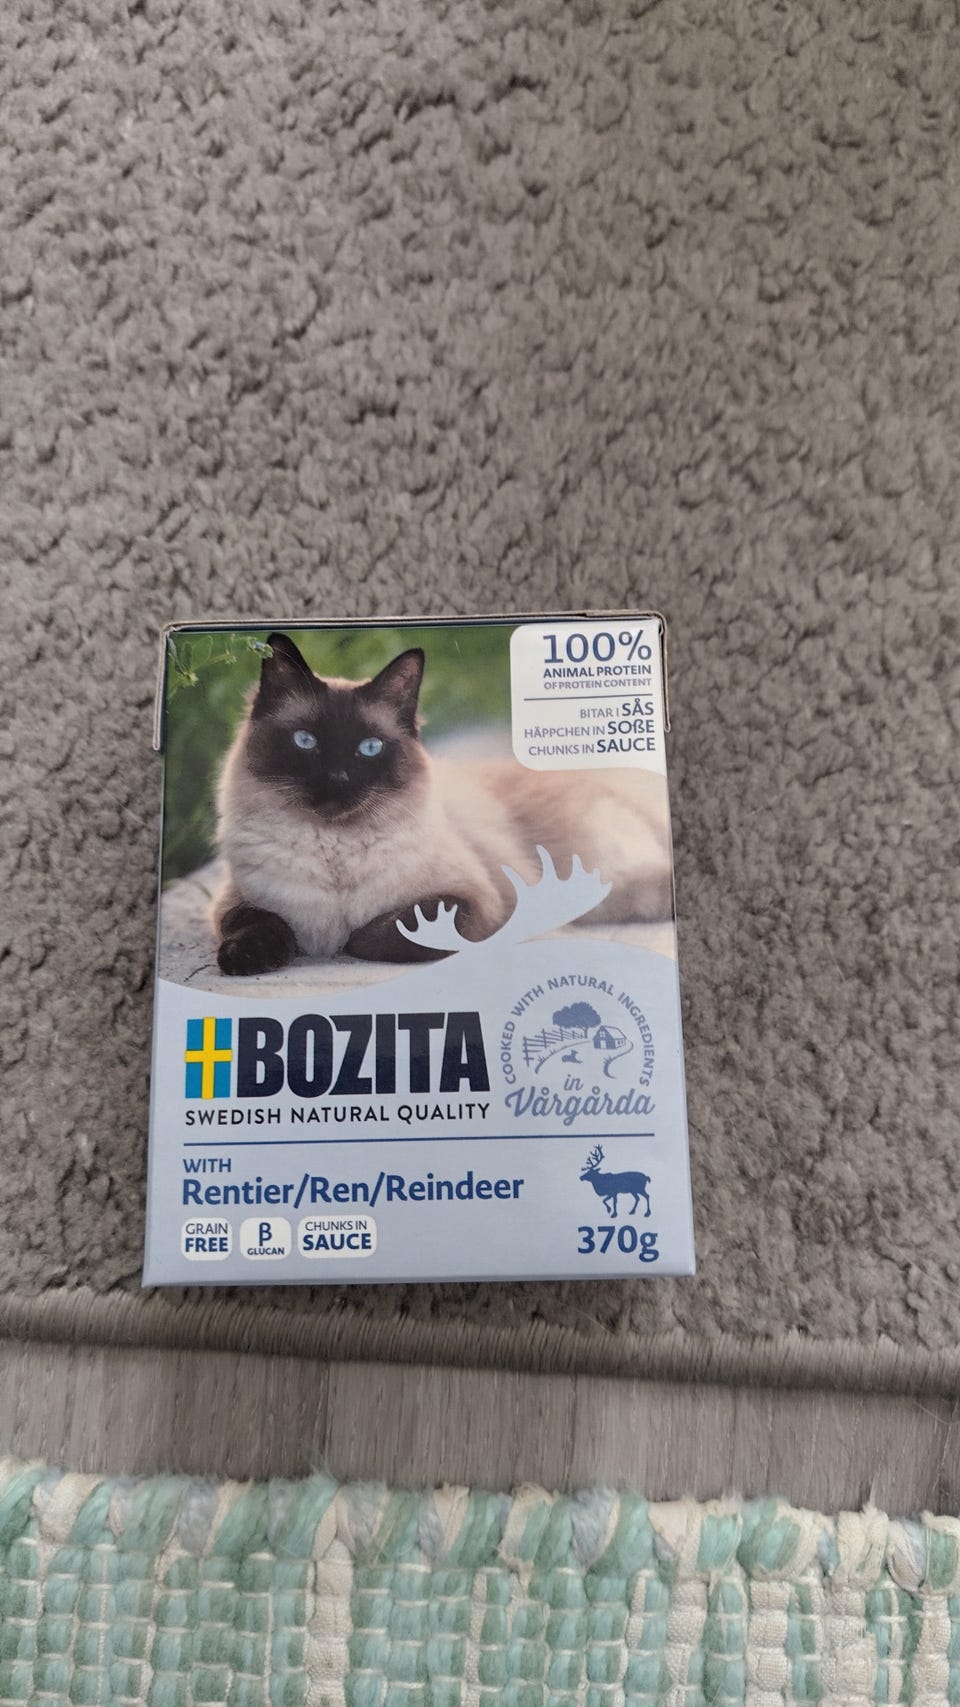 100%
ANIMAL PROTEIN
OF PROTEIN CONTENT
BITAR I SÅS
HÄPPCHEN IN SOßE
CHUNKS IN SAUCE
COOKED WITH NATURAL INGREDIENTS
in
Vårgårda
BOZITA
SWEDISH NATURAL QUALITY
WITH
Rentier/Ren/Reindeer
GRAIN
FREE
β
GLUCAN
CHUNKS IN
SAUCE
370g